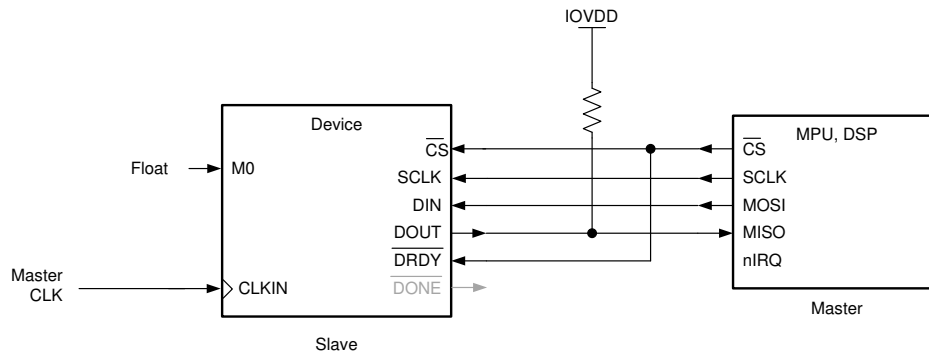 IOVDD
Device
MPU, DSP
CS
CS
Float
M0
SCLK
SCLK
DIN
MOSI
DOUT
MISO
DRDY
nIRQ
Master
CLK
CLKIN
DONE
Master
Slave